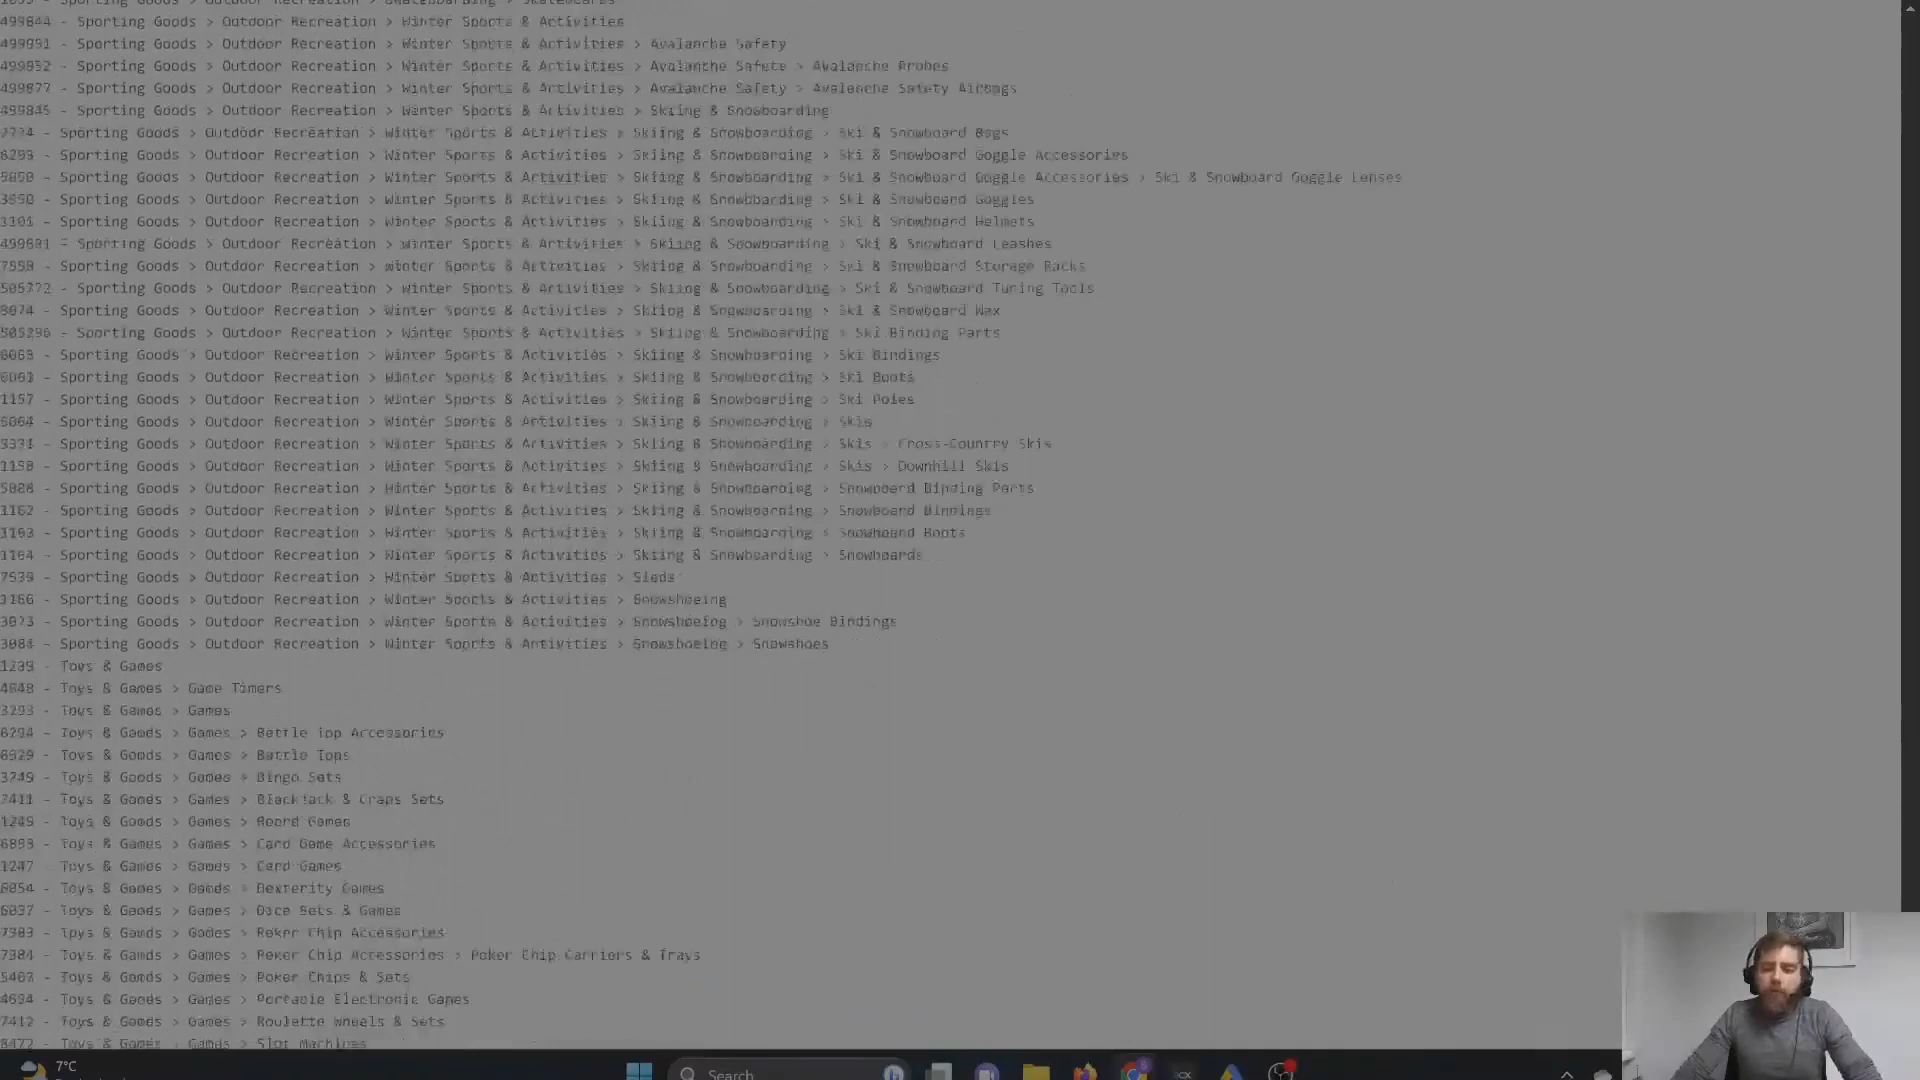 499844 - Sporting Goods > Outdoor Recreation > Winter Sports & Activities
- Sporting Goods > Outdoor Recreation > Winter Sports & Activities > Avalanche Safety
- Sporting Goods > Outdoor Recreation > Winter Sports & Activities > Avalanche Safety > Avalanche Probes
499877 - Sporting Goods > Outdoor Recreation > Winter Sports & Activities > Avalanche Safety > Avalanche Safety Airbags
499845 - Sporting Goods > Outdoor Recreation > Winter Sports & Activities > Skiing & Snowboarding
- Sporting Goods > Outdoor Recreation > Winter Sports & Activities > Skiing & Snowboarding > Ski & Snowboard Bags
- Sporting Goods > Outdoor Recreation > Winter Sports & Activities > Skiing & Snowboarding > Ski & Snowboard Goggle Accessories
- Sporting Goods > Outdoor Recreation > Winter Sports & Activities > Skiing & Snowboarding > Ski & Snowboard Goggle Accessories > Ski & Snowboard Goggle Lenses
- Sporting Goods > Outdoor Recreation > Winter Sports & Activities > Skiing & Snowboarding > Ski & Snowboard Goggles
- Sporting Goods > Outdoor Recreation > Winter Sports & Activities > Skiing & Snowboarding > Ski & Snowboard Helmets
- Sporting Goods > Outdoor Recreation > Winter Sports & Activities > Skiing & Snowboarding > Ski & Snowboard Leashes
- Sporting Goods > Outdoor Recreation > Winter Sports & Activities > Skiing & Snowboarding > Ski & Snowboard Storage Racks
505772 - Sporting Goods > Outdoor Recreation > Winter Sports & Activities > Skiing & Snowboarding > Ski & Snowboard Tuning Tools
- Sporting Goods > Outdoor Recreation > Winter Sports & Activities > Skiing & Snowboarding > Ski & Snowboard Wax
505296 - Sporting Goods > Outdoor Recreation > Winter Sports & Activities > Skiing & Snowboarding > Ski Binding Parts
- Sporting Goods > Outdoor Recreation > Winter Sports & Activities > Skiing & Snowboarding > Ski Bindings
- Sporting Goods > Outdoor Recreation > Winter Sports & Activities > Skiing & Snowboarding > Ski Boots
1157 - Sporting Goods > Outdoor Recreation > Winter Sports & Activities > Skiing & Snowboarding > Ski Poles
- Sporting Goods > Outdoor Recreation > Winter Sports & Activities > Skiing & Snowboarding > Skis
- Sporting Goods > Outdoor Recreation > Winter Sports & Activities > Skiing & Snowboarding > Skis > Cross-Country Skis
- Sporting Goods > Outdoor Recreation > Winter Sports & Activities > Skiing & Snowboarding > Skis > Downhill Skis
- Sporting Goods > Outdoor Recreation > Winter Sports & Activities > Skiing & Snowboarding > Snowboard Binding Parts
1162 - Sporting Goods > Outdoor Recreation > Winter Sports & Activities > Skiing & Snowboarding > Snowboard Bindings
1163 - Sporting Goods > Outdoor Recreation > Winter Sports & Activities > Skiing & Snowboarding > Snowboard Boots
1164 - Sporting Goods > Outdoor Recreation > Winter Sports & Activities > Skiing & Snowboarding > Snowboards
7539 - Sporting Goods > Outdoor Recreation > Winter Sports & Activities > Sleds
1166 - Sporting Goods > Outdoor Recreation > Winter Sports & Activities > Snowshoeing
- Sporting Goods > Outdoor Recreation > Winter Sports & Activities > Snowshoeing > Snowshoe Bindings
- Sporting Goods > Outdoor Recreation > Winter Sports & Activities > Snowshoeing > Snowshoes
1239 - Toys & Games
4648 - Toys & Games > Game Timers
3793 - Toys & Games > Games
- Toys & Games > Games > Battle Top Accessories
- Toys & Games > Games > Battle Tops
3749 - Toys & Games > Games > Bingo Sets
7411 - Toys & Games > Games > Blackjack & Craps Sets
1246 - Toys & Games > Games > Board Games
- Toys & Games > Games > Card Game Accessories
1247 - Toys & Games > Games > Card Games
6054 - Toys & Games > Games > Dexterity Games
6037 - Toys & Games > Games > Dice Sets & Games
7383 - Toys & Games > Games > Poker Chip Accessories
7384 - Toys & Games > Games > Poker Chip Accessories > Poker Chip Carriers & Trays
- Toys & Games > Games > Poker Chips & Sets
4694 - Toys & Games > Games > Portable Electronic Games
7412 - Toys & Games > Games > Roulette Wheels & Sets
8472 - Toys & Games > Games > Slot Machines
7°C
Search